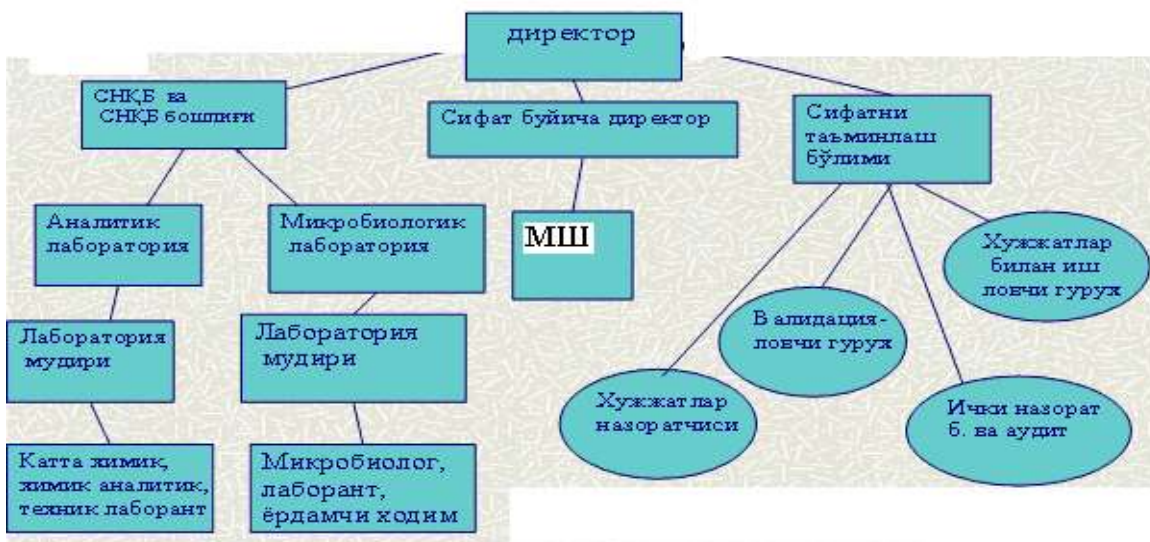 директор
СНҚБ ва
СНҚБ бошлиғи
Сифат буйича директор
Сифатни
таъминлаш
бўлими
Аналитик
лаборатория
Микробиологик
лаборатория
МШ
Хужжатлар
билан иш
ловчи гурух
Валидация-
ловчи гурух
Лаборатория
мудири
Лаборатория
мудири
Хужжатлар
назоратчиси
Ички назорат
б. ва аудит
Катта химик,
химик аналитик,
техник лаборант
Микробиолог,
лаборант,
ёрдамчи ходим